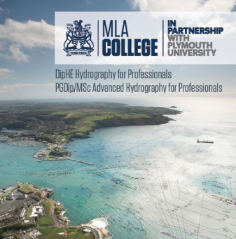 MLA
COLLEGE
IN
PARTNERSHIP
WITH
PLYMOUTH
UNIVERSITY
DipHE Hydrography for Professionals
PGDip/MSc Advanced Hydrography for Professionals